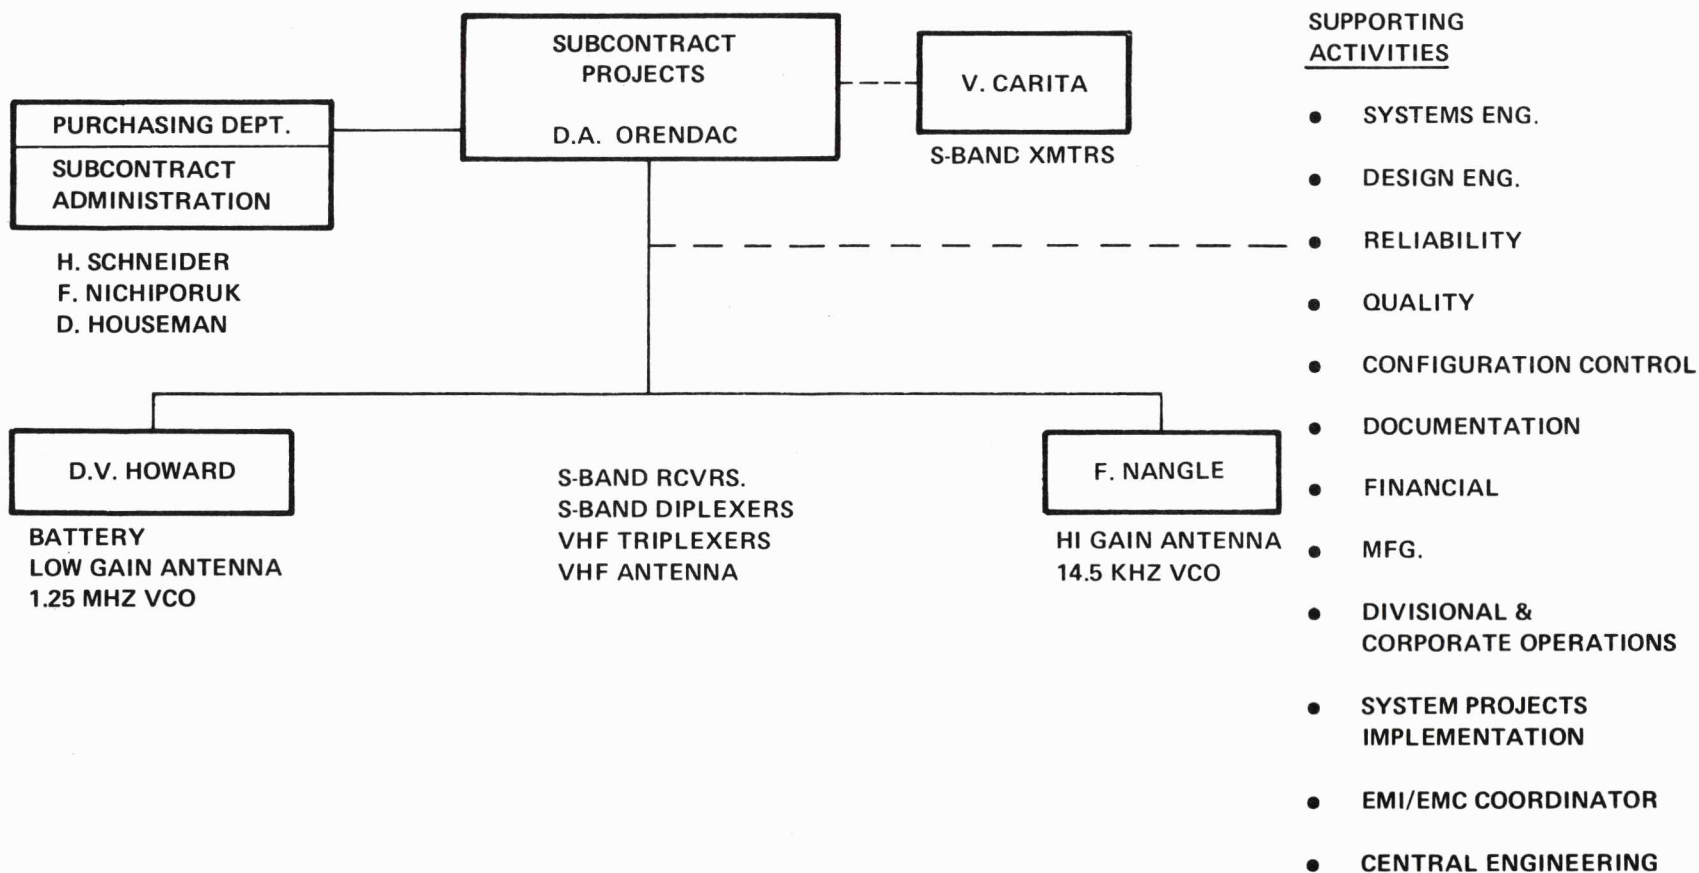 SUBCONTRACT
PROJECTS
D.A. ORENDAC
V. CARITA
S-BAND XMTRS
PURCHASING DEPT.
SUBCONTRACT
ADMINISTRATION
H. SCHNEIDER
F. NICHIPORUK
D. HOUSEMAN
D.V. HOWARD
BATTERY
LOW GAIN ANTENNA
1.25 MHZ VCO
S-BAND RCVRS.
S-BAND DIPLEXERS
VHF TRIPLEXERS
VHF ANTENNA
F. NANGLE
HI GAIN ANTENNA
14.5 KHZ VCO
SUPPORTING
ACTIVITIES
• SYSTEMS ENG.
• DESIGN ENG.
• RELIABILITY
• QUALITY
• CONFIGURATION CONTROL
• DOCUMENTATION
• FINANCIAL
• MFG.
• DIVISIONAL &
CORPORATE OPERATIONS
• SYSTEM PROJECTS
IMPLEMENTATION
• EMI/EMC COORDINATOR
• CENTRAL ENGINEERING